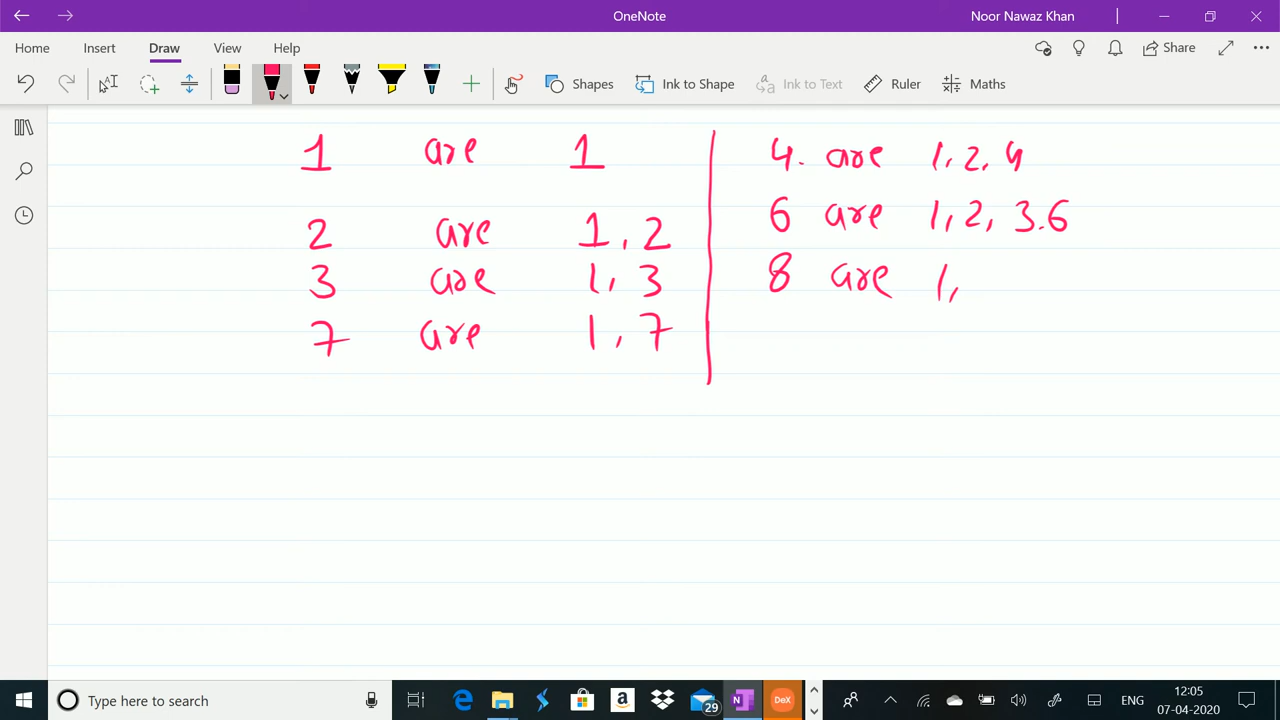 OneNote
Noor Nawaz Khan
Home Insert Draw View Help
Share
Shapes Ink to Shape Ink to Text Ruler Maths
1 are 1
2 are 1, 2
3 are 1, 3
7 are 1, 7
4. are 1, 2, 4
6 are 1, 2, 3.6
8 are 1,
Type here to search
29
DeX
ENG
12:05
07-04-2020